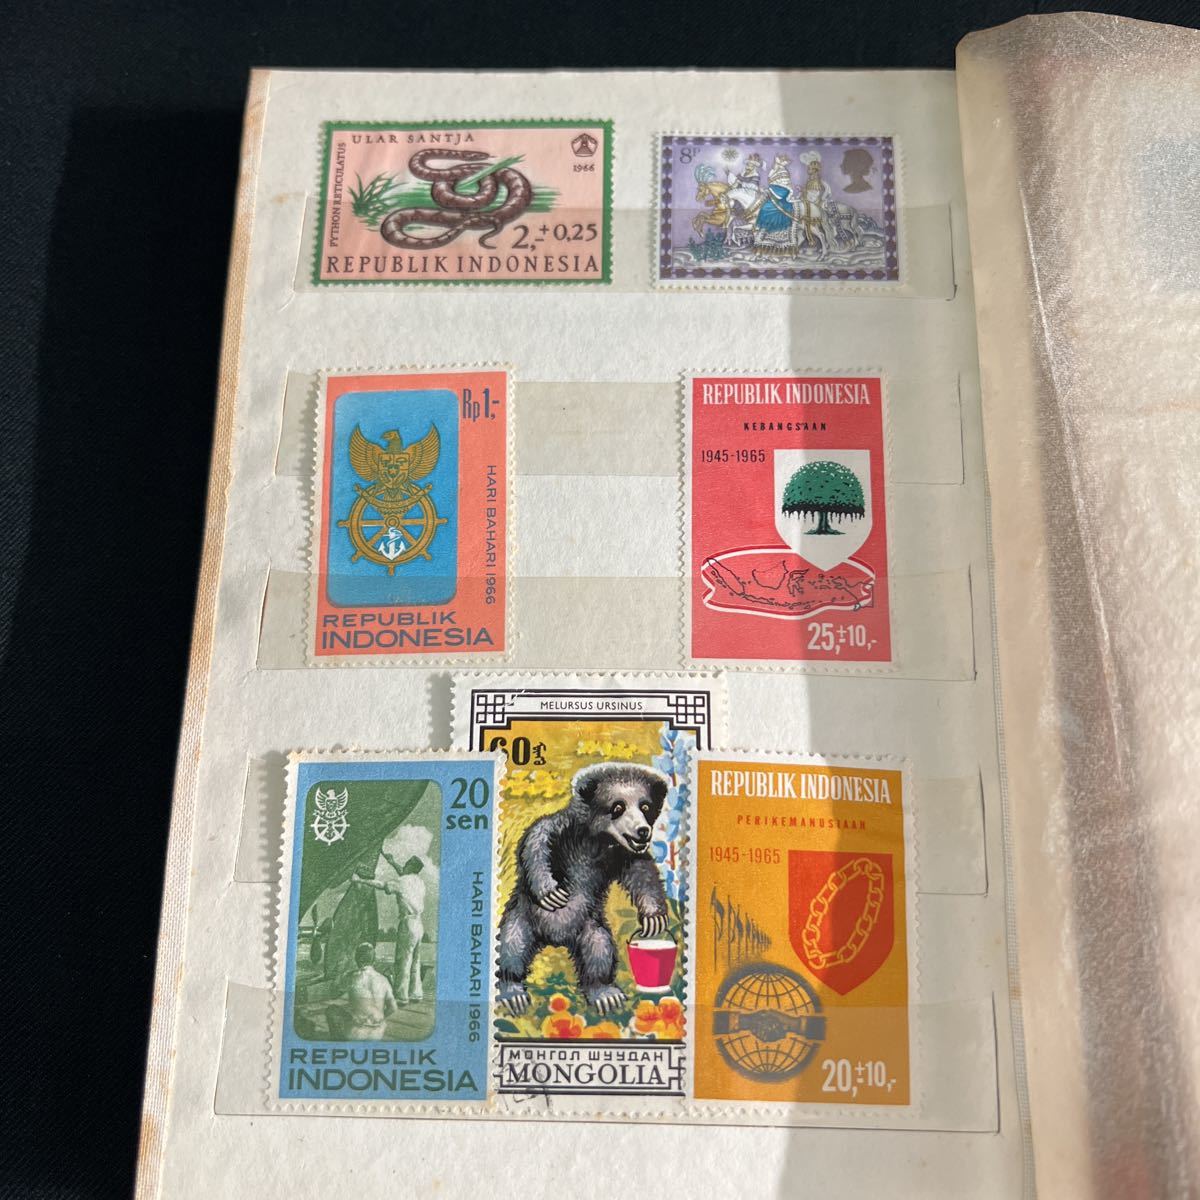 ULAR SANTJA
1966
PYTHON RETICULATUS
2,-+0,25
REPUBLIK INDONESIA
8P
Rp1,-
HARI BAHARI 1966
REPUBLIK
INDONESIA
REPUBLIK INDONESIA
KEBANGSAAN
1945-1965
25,±10,-
MELURSUS URSINUS
60
МОНГОЛ ШУУДАН
MONGOLIA
20
sen
HARI BAHARI 1966
REPUBLIK
INDONESIA
REPUBLIK INDONESIA
PERIKEMANUSIAAN
1945-1965
20,±10,-